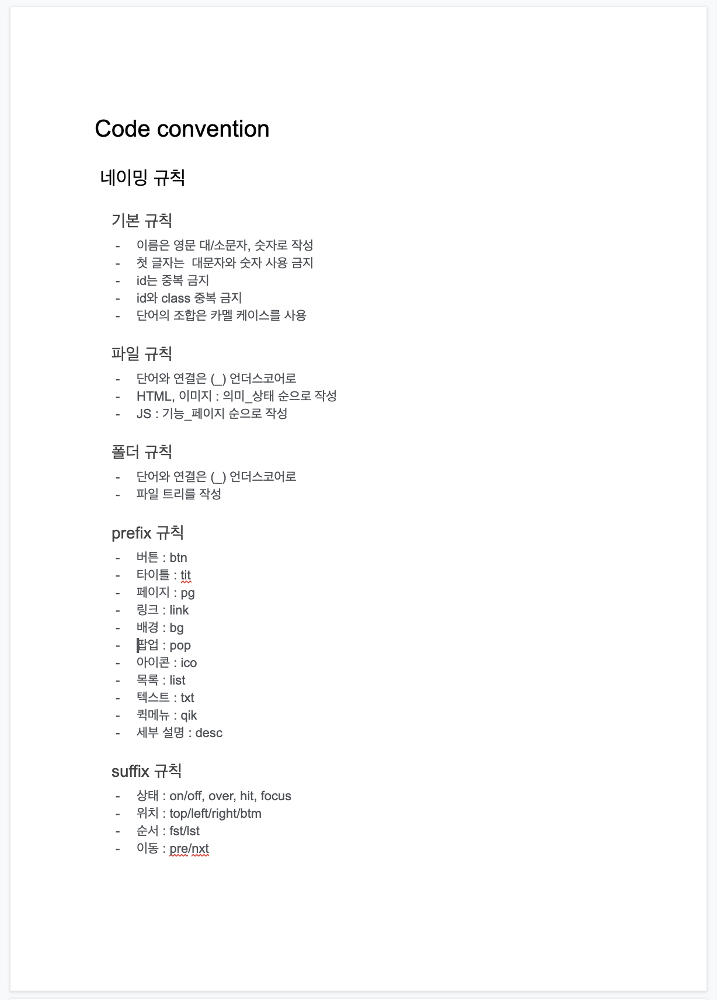 Code convention
네이밍 규칙
기본 규칙
- 이름은 영문 대/소문자, 숫자로 작성
- 첫 글자는  대문자와 숫자 사용 금지
- id는 중복 금지
- id와 class 중복 금지
- 단어의 조합은 카멜 케이스를 사용
파일 규칙
- 단어와 연결은 (_) 언더스코어로
- HTML, 이미지 : 의미_상태 순으로 작성
- JS : 기능_페이지 순으로 작성
폴더 규칙
- 단어와 연결은 (_) 언더스코어로
- 파일 트리를 작성
prefix 규칙
- 버튼 : btn
- 타이틀 : tit
- 페이지 : pg
- 링크 : link
- 배경 : bg
- 팝업 : pop
- 아이콘 : ico
- 목록 : list
- 텍스트 : txt
- 퀵메뉴 : qik
- 세부 설명 : desc
suffix 규칙
- 상태 : on/off, over, hit, focus
- 위치 : top/left/right/btm
- 순서 : fst/lst
- 이동 : pre/nxt